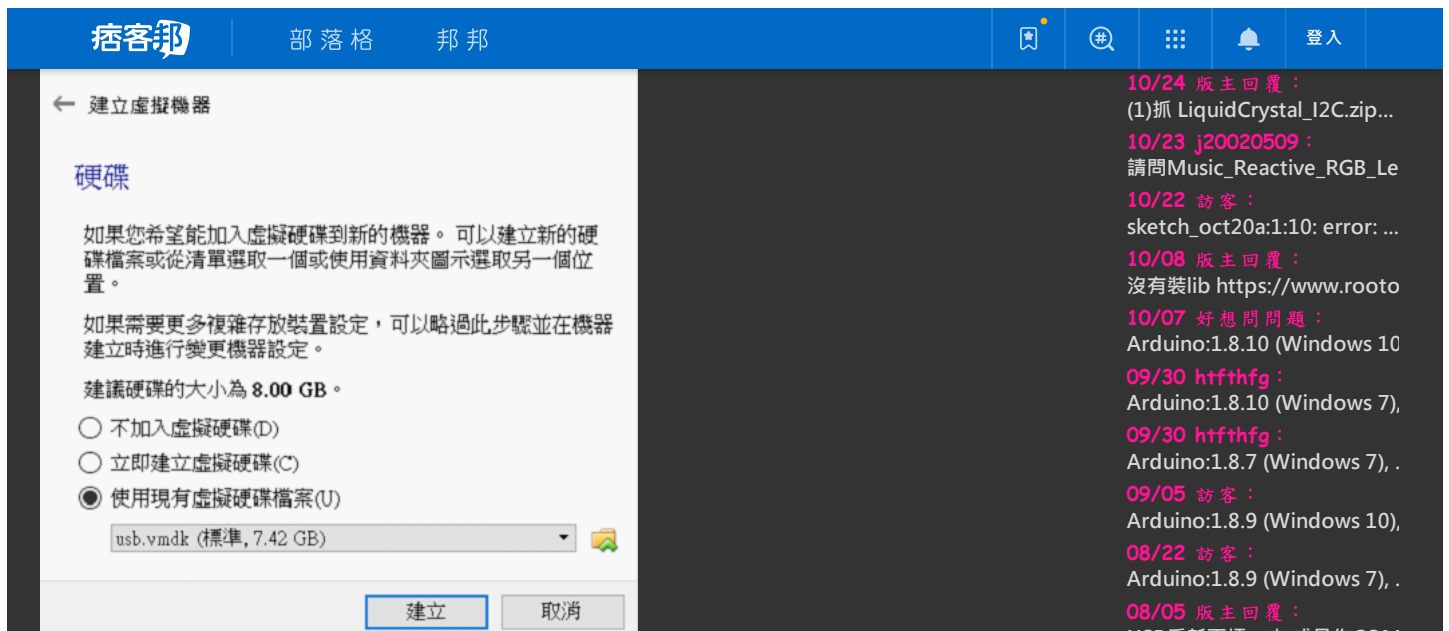 痞客邦 部落格 邦邦 登入
← 建立虛擬機器
硬碟
如果您希望能加入虛擬硬碟到新的機器。 可以建立新的硬
碟檔案或從清單選取一個或使用資料夾圖示選取另一個位
置。
如果需要更多複雜存放裝置設定，可以略過此步驟並在機器
建立時進行變更機器設定。
建議硬碟的大小為 8.00 GB。
不加入虛擬硬碟(D)
立即建立虛擬硬碟(C)
使用現有虛擬硬碟檔案(U)
usb.vmdk (標準, 7.42 GB)
建立 取消
10/24 版主回覆：
(1)抓 LiquidCrystal_I2C.zip...
10/23 j20020509：
請問Music_Reactive_RGB_Le
10/22 訪客：
sketch_oct20a:1:10: error: ...
10/08 版主回覆：
沒有裝lib https://www.rooto
10/07 好想問問題：
Arduino:1.8.10 (Windows 10
09/30 htfthfg：
Arduino:1.8.10 (Windows 7),
09/30 htfthfg：
Arduino:1.8.7 (Windows 7), .
09/05 訪客：
Arduino:1.8.9 (Windows 10),
08/22 訪客：
Arduino:1.8.9 (Windows 7), .
08/05 版主回覆：